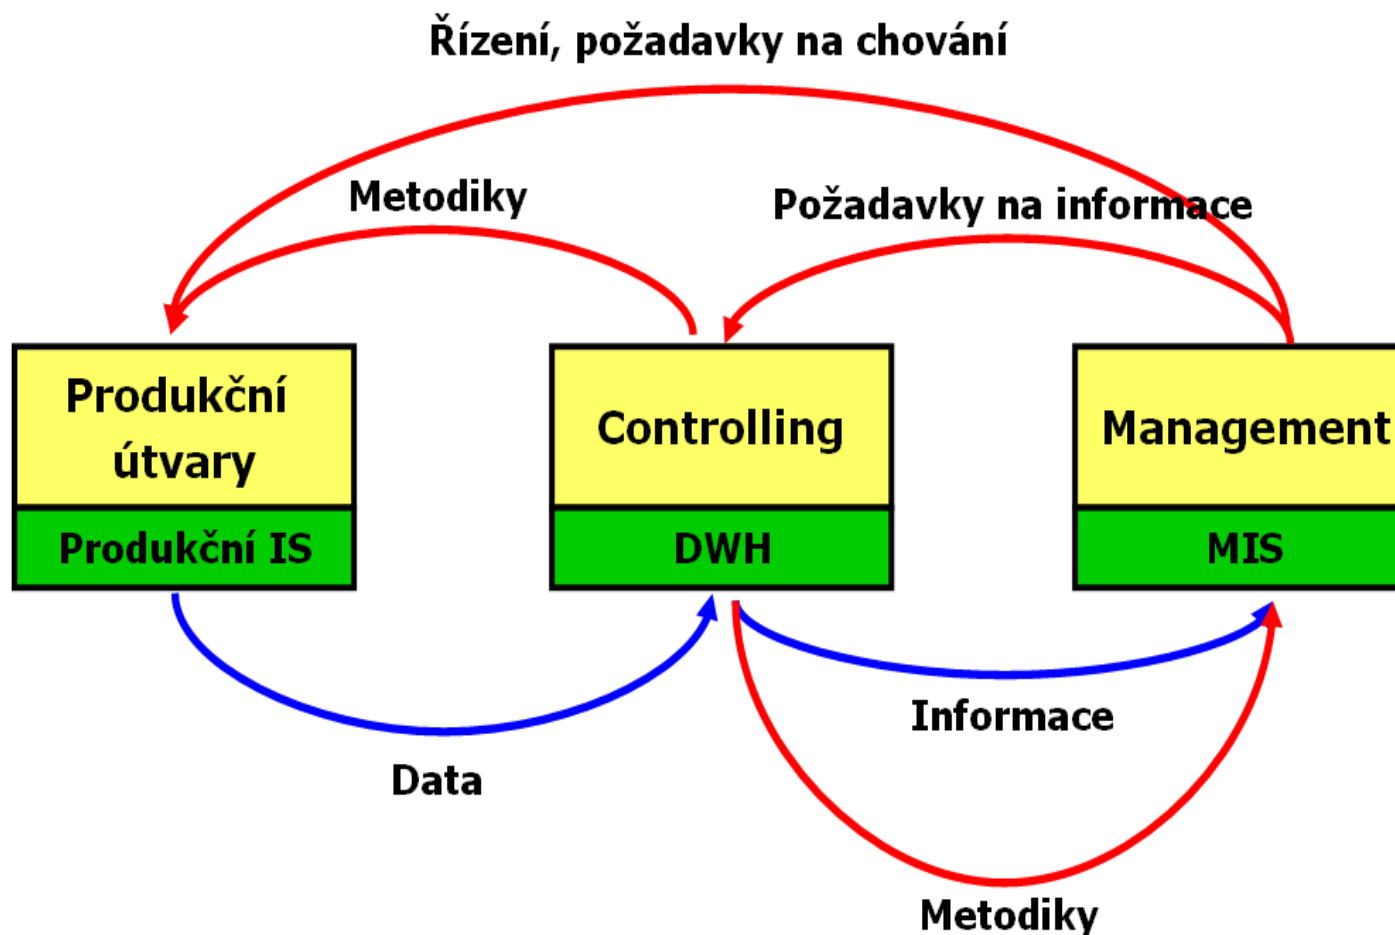 Řízení, požadavky na chování
Metodiky
Požadavky na informace
Produkční
útvary
Controlling
Management
Produkční IS
DWH
MIS
Informace
Data
Metodiky